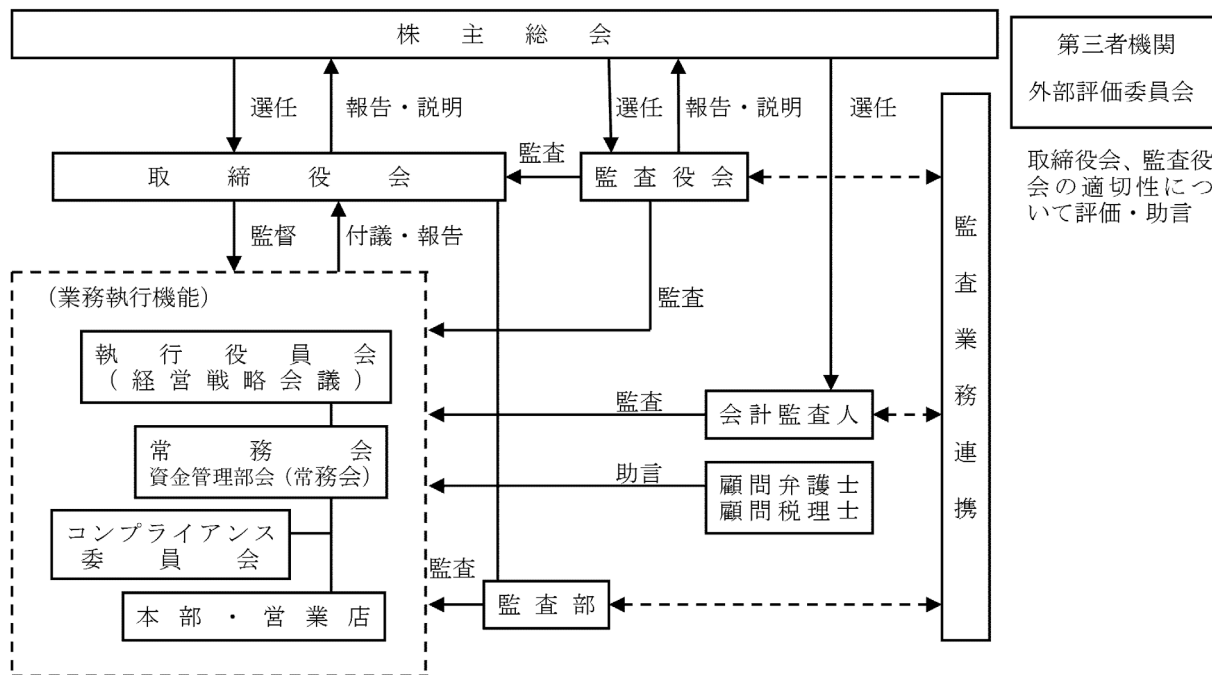 株主総会
第三者機関
外部評価委員会
選任
報告・説明
選任
報告・説明
選任
取締役会
監査
監査役会
取締役会、監査役
会の適切性につ
いて評価・助言
監査業務連携
監督
付議・報告
(業務執行機能)
監査
執行役員会
(経営戦略会議)
監査
会計監査人
常務会
資金管理部会(常務会)
助言
顧問弁護士
顧問税理士
コンプライアンス
委員会
監査
監査部
本部・営業店